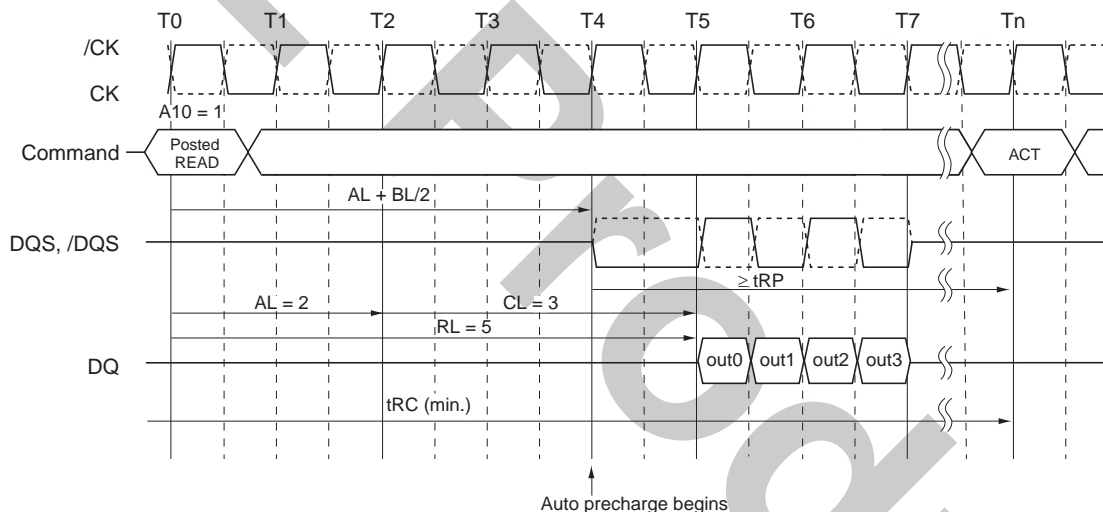 T0 T1 T2 T3 T4 T5 T6 T7 Tn
/CK
CK
A10 = 1
Command
Posted
READ
ACT
AL + BL/2
DQS, /DQS
≥ tRP
AL = 2
CL = 3
RL = 5
DQ
out0 out1 out2 out3
tRC (min.)
Auto precharge begins